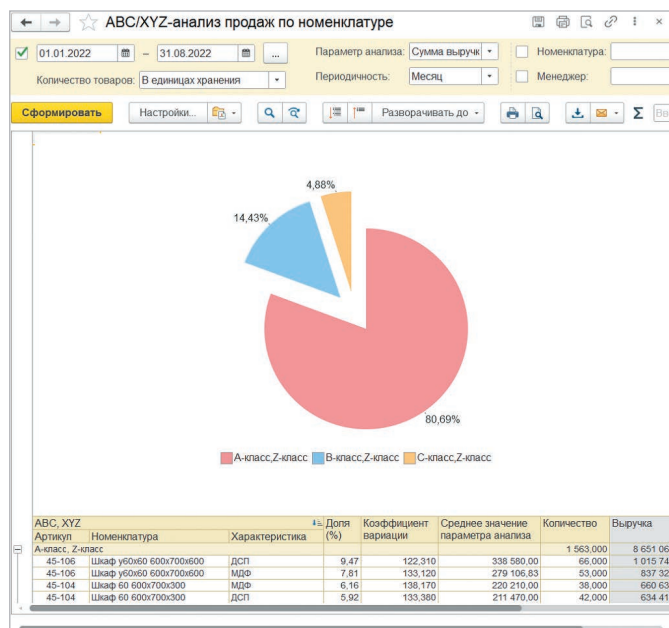 ABC/XYZ-анализ продаж по номенклатуре
01.01.2022 – 31.08.2022 ... Параметр анализа: Сумма выручк Номенклатура:
Количество товаров: В единицах хранения Периодичность: Месяц Менеджер:
Сформировать Настройки... Разворачивать до Σ Вв
4,88%
14,43%
80,69%
A-класс,Z-класс B-класс,Z-класс C-класс,Z-класс
ABC, XYZ Доля Коэффициент Среднее значение Количество Выручка
Артикул Номенклатура Характеристика (%) вариации параметра анализа
A-класс, Z-класс 1 563,000 8 651 06
45-106 Шкаф у60х60 600х700х600 ДСП 9,47 122,310 338 580,00 66,000 1 015 74
45-106 Шкаф у60х60 600х700х600 МДФ 7,81 133,120 279 106,83 53,000 837 32
45-104 Шкаф 60 600х700х300 МДФ 6,16 138,170 220 210,00 38,000 660 63
45-104 Шкаф 60 600х700х300 ДСП 5,92 133,380 211 470,00 42,000 634 41